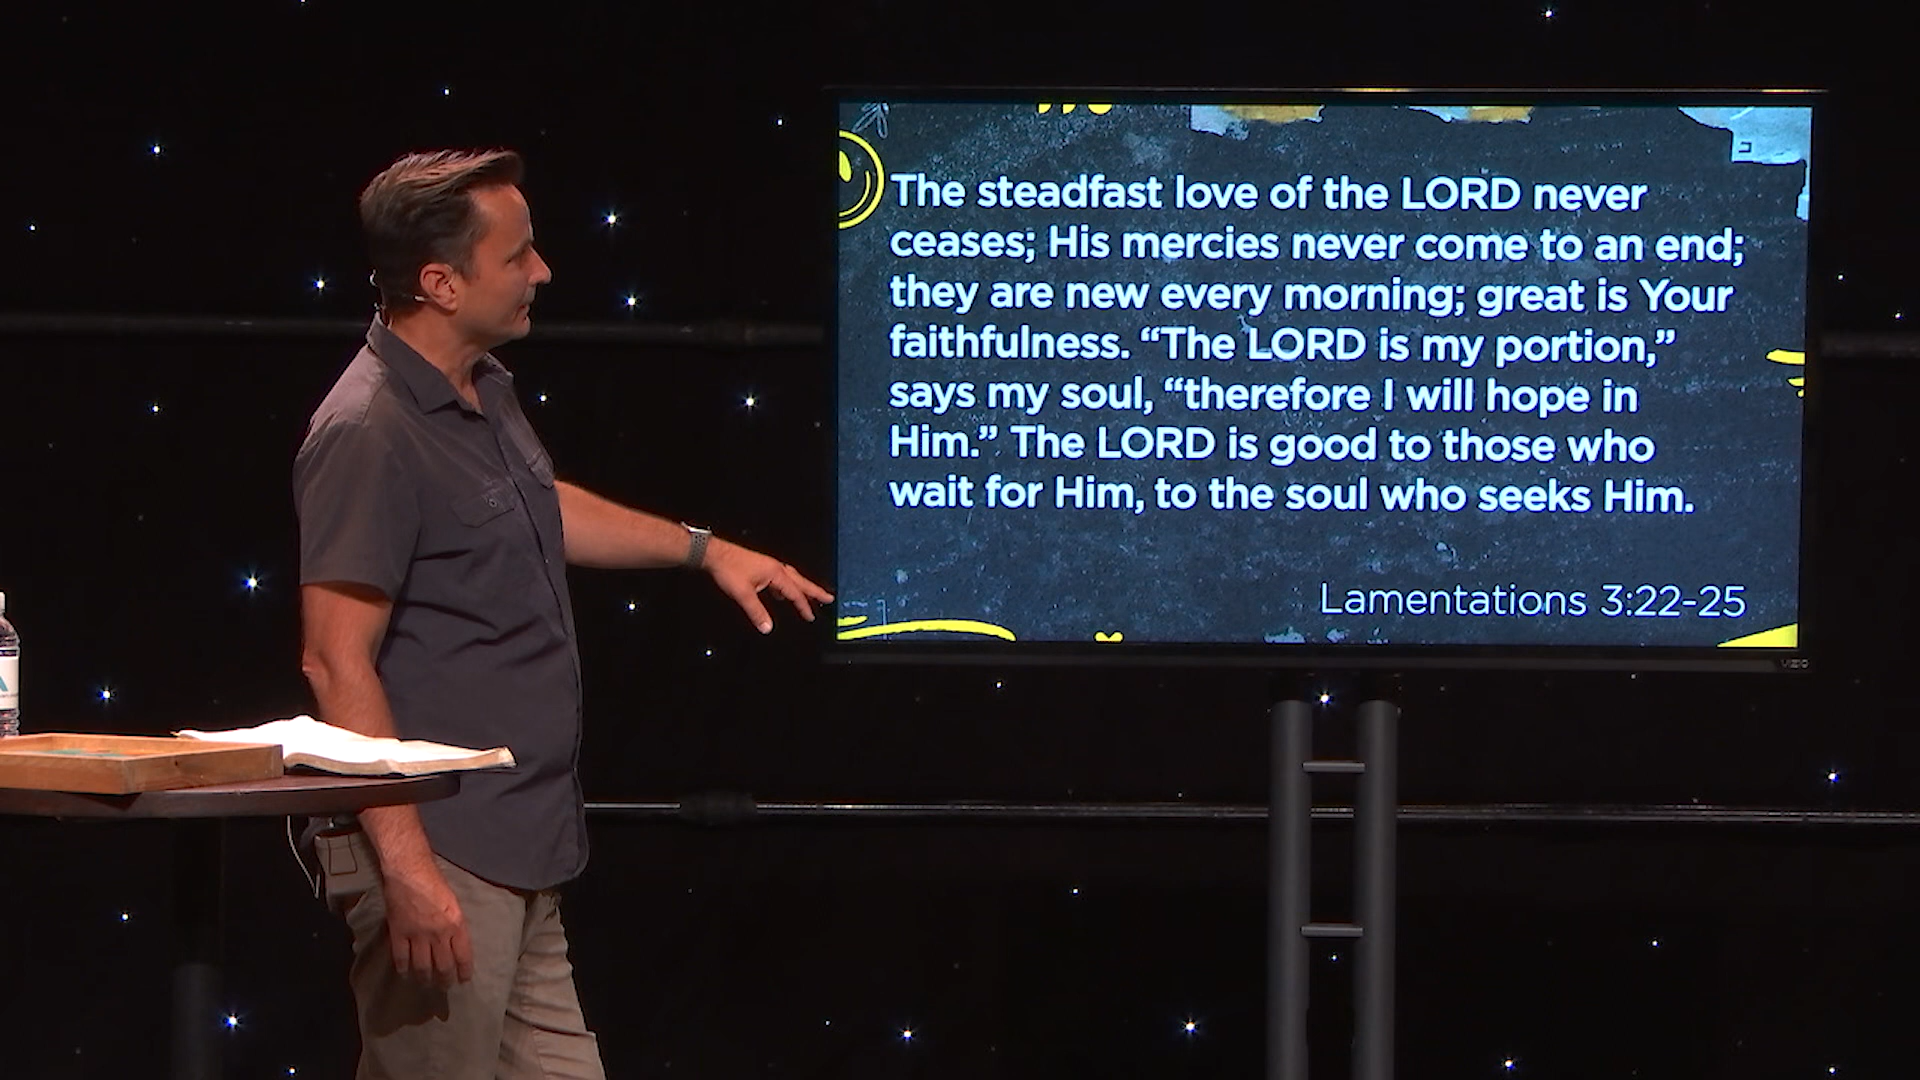 The steadfast love of the LORD never
ceases; His mercies never come to an end;
they are new every morning; great is Your
faithfulness. “The LORD is my portion,”
says my soul, “therefore I will hope in
Him.” The LORD is good to those who
wait for Him, to the soul who seeks Him.
Lamentations 3:22-25
VIZIO